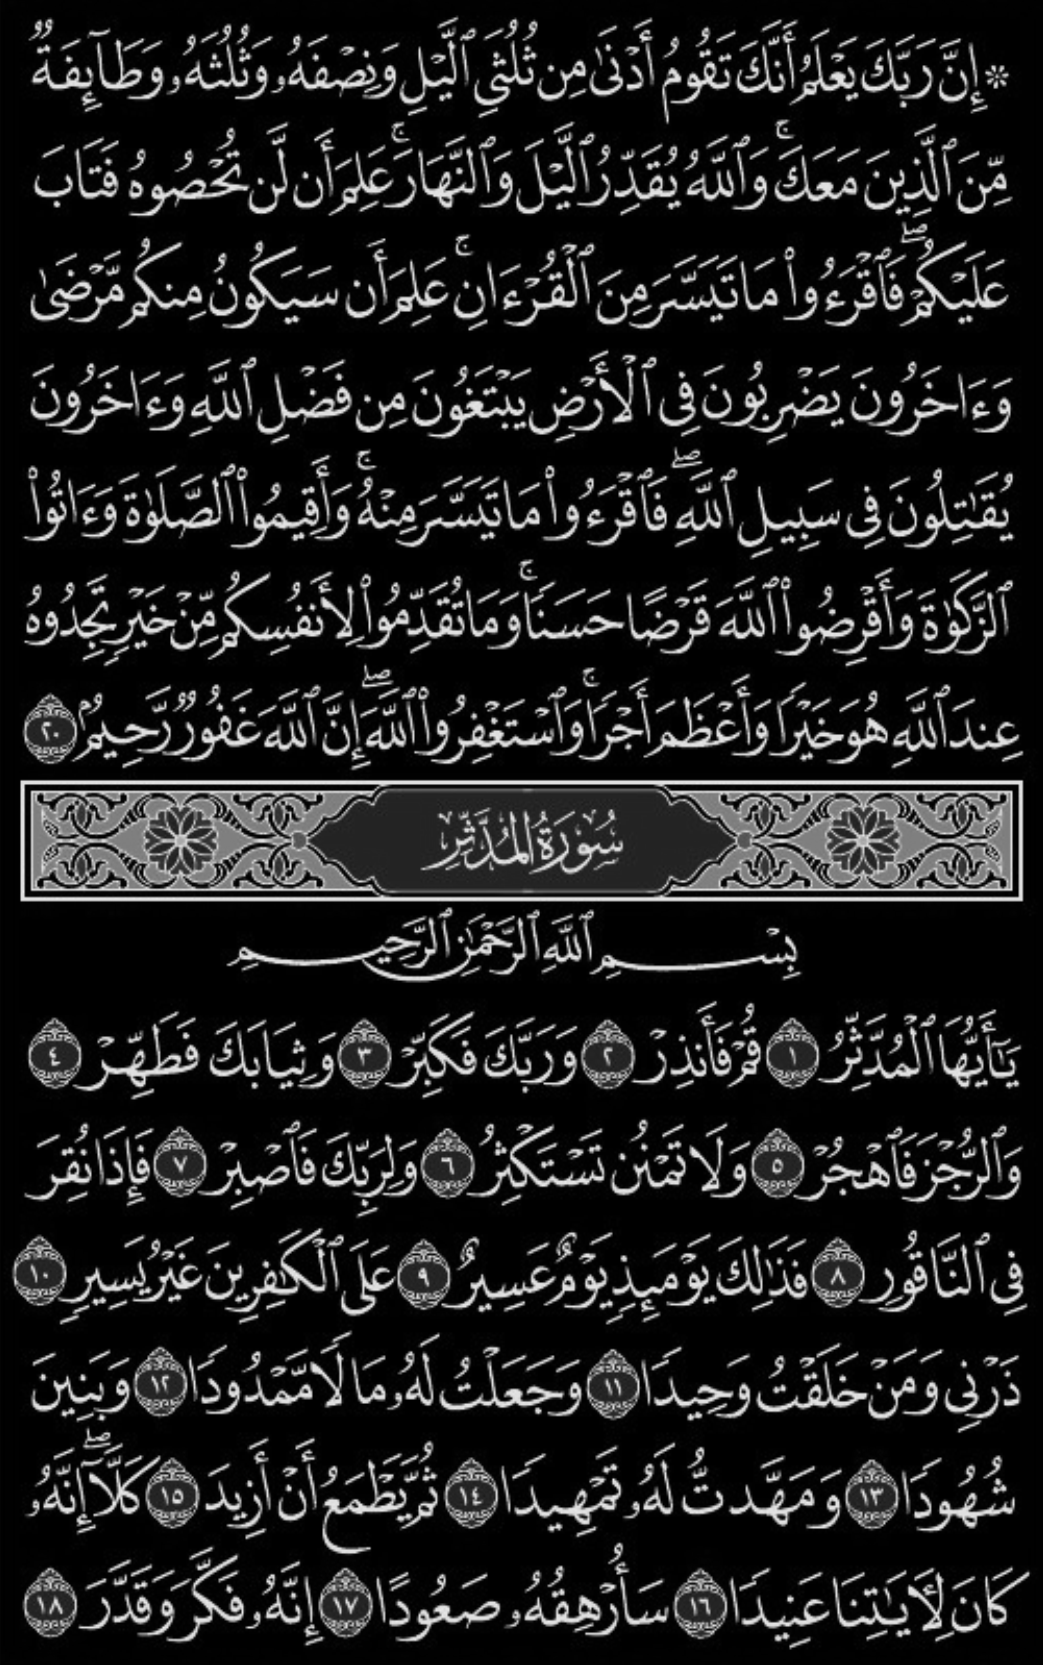 ۞ إِنَّ رَبَّكَ يَعْلَمُ أَنَّكَ تَقُومُ أَدْنَىٰ مِن ثُلُثَيِ ٱلَّيْلِ وَنِصْفَهُۥ وَثُلُثَهُۥ وَطَآئِفَةٌ
مِّنَ ٱلَّذِينَ مَعَكَۚ وَٱللَّهُ يُقَدِّرُ ٱلَّيْلَ وَٱلنَّهَارَۚ عَلِمَ أَن لَّن تُحْصُوهُ فَتَابَ
عَلَيْكُمْۖ فَٱقْرَءُوا۟ مَا تَيَسَّرَ مِنَ ٱلْقُرْءَانِۚ عَلِمَ أَن سَيَكُونُ مِنكُم مَّرْضَىٰ
وَءَاخَرُونَ يَضْرِبُونَ فِى ٱلْأَرْضِ يَبْتَغُونَ مِن فَضْلِ ٱللَّهِ وَءَاخَرُونَ
يُقَـٰتِلُونَ فِى سَبِيلِ ٱللَّهِۖ فَٱقْرَءُوا۟ مَا تَيَسَّرَ مِنْهُۚ وَأَقِيمُوا۟ ٱلصَّلَوٰةَ وَءَاتُوا۟
ٱلزَّكَوٰةَ وَأَقْرِضُوا۟ ٱللَّهَ قَرْضًا حَسَنًاۚ وَمَا تُقَدِّمُوا۟ لِأَنفُسِكُم مِّنْ خَيْرٍ تَجِدُوهُ
عِندَ ٱللَّهِ هُوَ خَيْرًا وَأَعْظَمَ أَجْرًاۚ وَٱسْتَغْفِرُوا۟ ٱللَّهَۖ إِنَّ ٱللَّهَ غَفُورٌ رَّحِيمٌۢ ٢٠
سُورَةُ المُدَّثِّرِ
بِسْمِ ٱللَّهِ ٱلرَّحْمَـٰنِ ٱلرَّحِيمِ
يَـٰٓأَيُّهَا ٱلْمُدَّثِّرُ ١ قُمْ فَأَنذِرْ ٢ وَرَبَّكَ فَكَبِّرْ ٣ وَثِيَابَكَ فَطَهِّرْ ٤
وَٱلرُّجْزَ فَٱهْجُرْ ٥ وَلَا تَمْنُن تَسْتَكْثِرُ ٦ وَلِرَبِّكَ فَٱصْبِرْ ٧ فَإِذَا نُقِرَ
فِى ٱلنَّاقُورِ ٨ فَذَٰلِكَ يَوْمَئِذٍ يَوْمٌ عَسِيرٌ ٩ عَلَى ٱلْكَـٰفِرِينَ غَيْرُ يَسِيرٍ ١٠
ذَرْنِى وَمَنْ خَلَقْتُ وَحِيدًا ١١ وَجَعَلْتُ لَهُۥ مَالًا مَّمْدُودًا ١٢ وَبَنِينَ
شُهُودًا ١٣ وَمَهَّدتُّ لَهُۥ تَمْهِيدًا ١٤ ثُمَّ يَطْمَعُ أَنْ أَزِيدَ ١٥ كَلَّآۖ إِنَّهُۥ
كَانَ لِـَٔايَـٰتِنَا عَنِيدًا ١٦ سَأُرْهِقُهُۥ صَعُودًا ١٧ إِنَّهُۥ فَكَّرَ وَقَدَّرَ ١٨